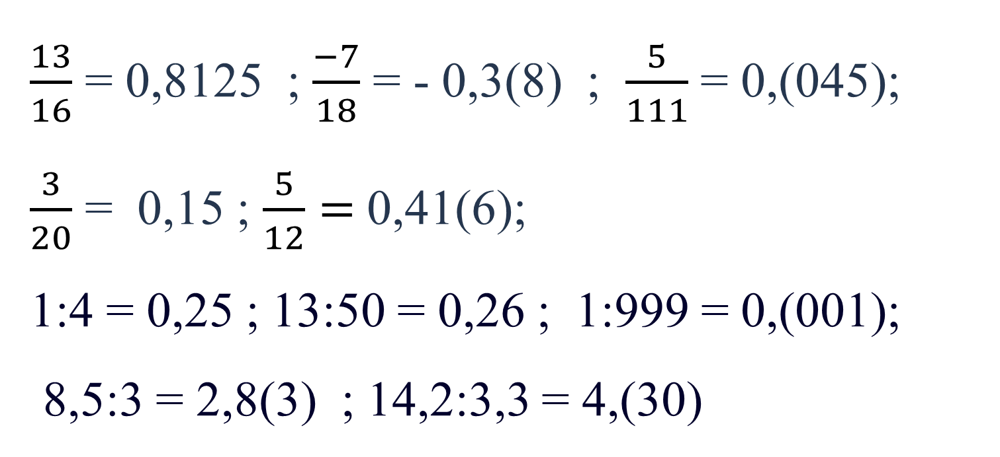 13/16 = 0,8125 ; −7/18 = - 0,3(8) ; 5/111 = 0,(045);
3/20 = 0,15 ; 5/12 = 0,41(6);
1:4 = 0,25 ; 13:50 = 0,26 ; 1:999 = 0,(001);
8,5:3 = 2,8(3) ; 14,2:3,3 = 4,(30)